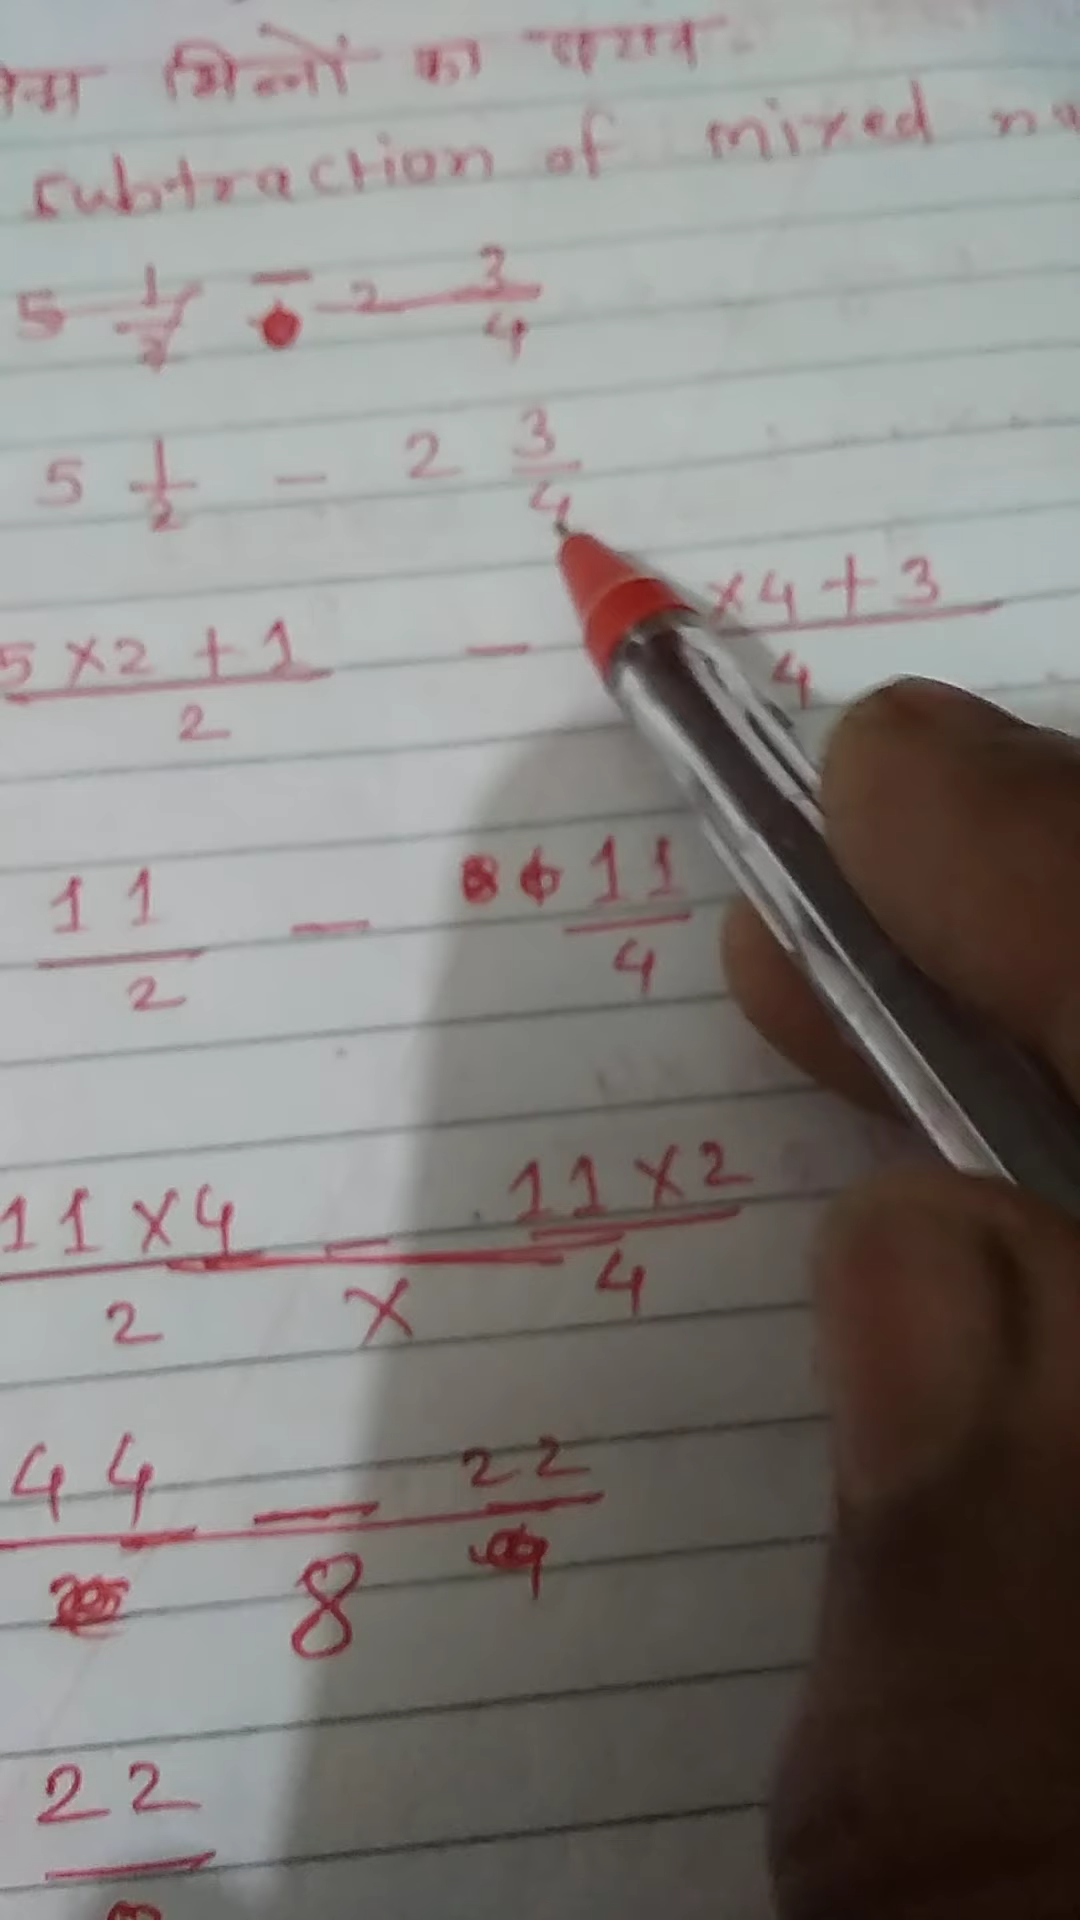 भिन्नों का
subtraction of mixed
5 1/2 - 2 3/4
5 1/2 - 2 3/4
5 x 2 + 1 / 2 - x 4 + 3 / 4
11/2 - 11/4
11 x 4 - 11 x 2 / 2 x 4
44 - 22 / 8
22